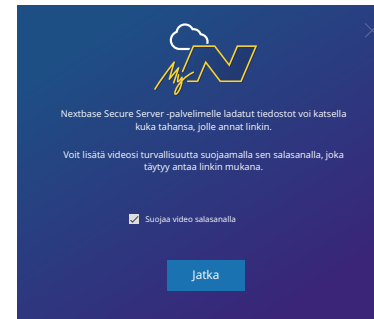 My N
Nextbase Secure Server -palvelimelle ladatut tiedostot voi katsella
kuka tahansa, jolle annat linkin.
Voit lisätä videosi turvallisuutta suojaamalla sen salasanalla, joka
täytyy antaa linkin mukana.
Suojaa video salasanalla
Jatka